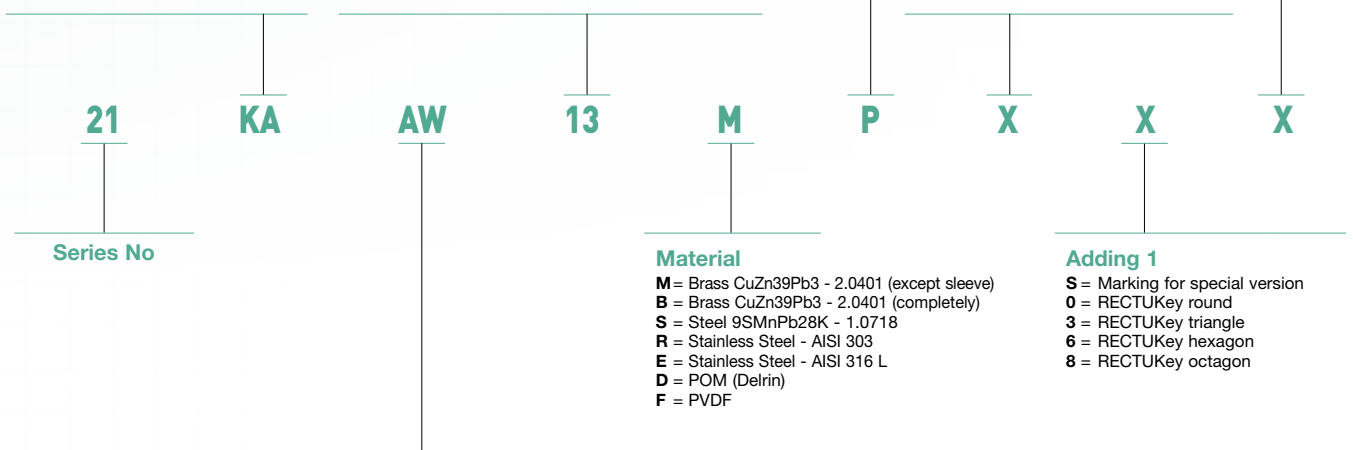 21 KA AW 13 M P X X X
Series No
Material
M = Brass CuZn39Pb3 - 2.0401 (except sleeve)
B = Brass CuZn39Pb3 - 2.0401 (completely)
S = Steel 9SMnPb28K - 1.0718
R = Stainless Steel - AISI 303
E = Stainless Steel - AISI 316 L
D = POM (Delrin)
F = PVDF
Adding 1
S = Marking for special version
0 = RECTUKey round
3 = RECTUKey triangle
6 = RECTUKey hexagon
8 = RECTUKey octagon